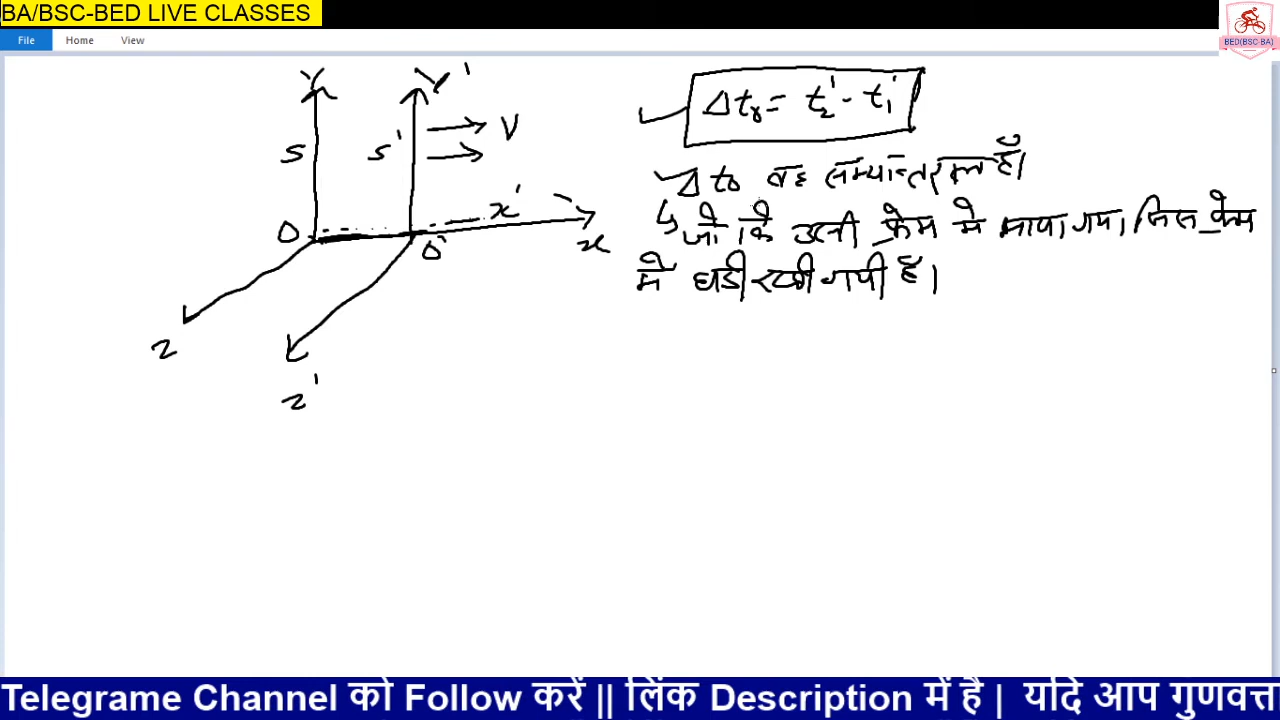 BA/BSC-BED LIVE CLASSES
File Home View
BED(BSC BA)
Y
Y'
S
S'
V
O
O'
x'
x
Z
Z'
Δt₀ = t₂' - t₁'
Δt₀ वह समयान्तराल है।
↳ जो कि उसी फ्रेम मे मापा गया जिस फ्रेम
मे घडी रखी गयी है।
Telegrame Channel को Follow करें || लिंक Description में है | यदि आप गुणवत्त